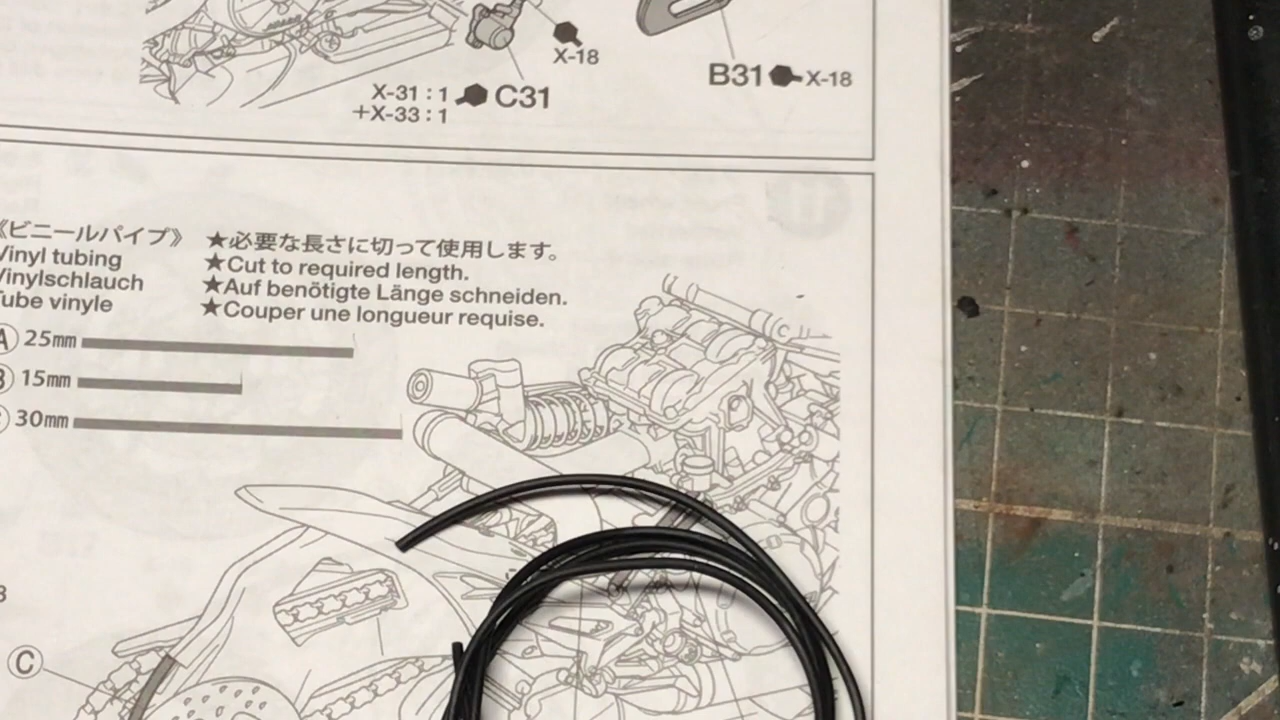 X-18
X-31 : 1
+X-33 : 1
C31
B31
X-18
《ビニールパイプ》
Vinyl tubing
Vinylschlauch
Tube vinyle
★必要な長さに切って使用します。
★Cut to required length.
★Auf benötigte Länge schneiden.
★Couper une longueur requise.
A 25mm
B 15mm
C 30mm
C